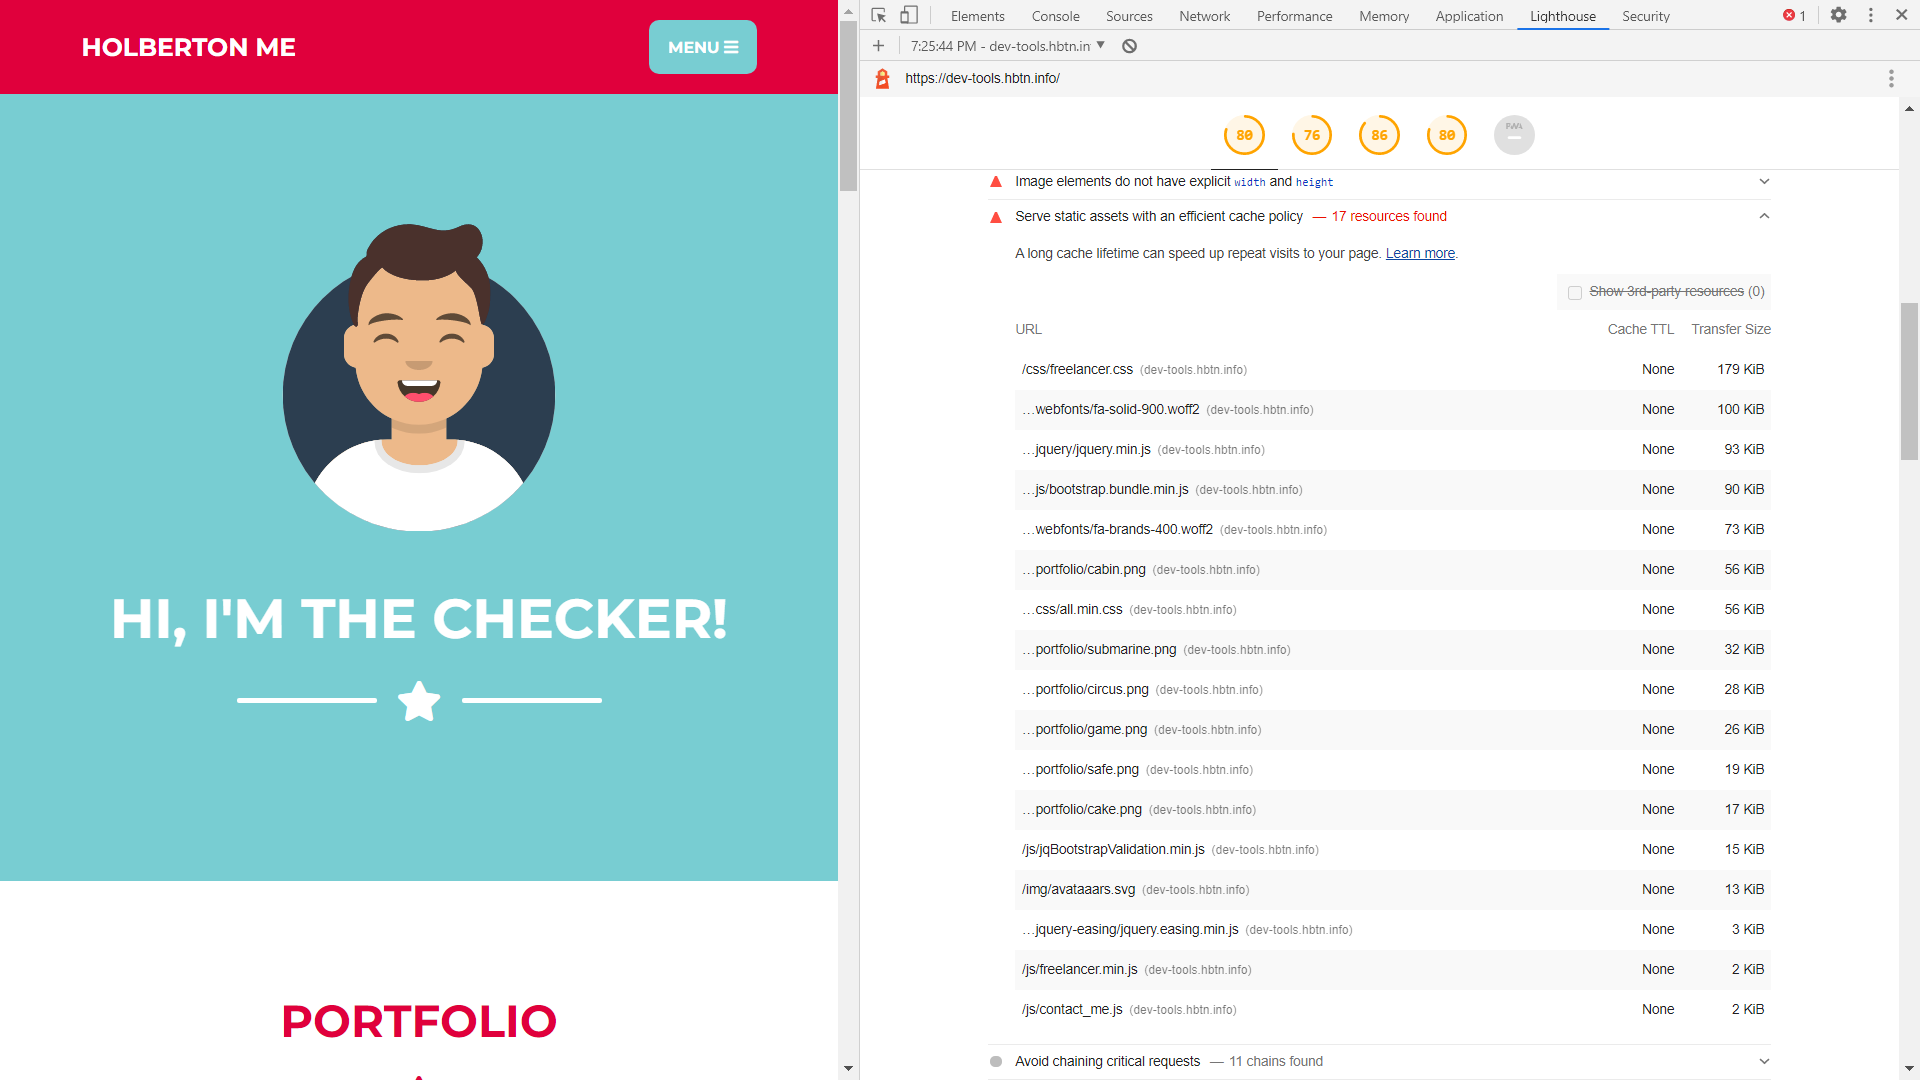 HOLBERTON ME
MENU
HI, I'M THE CHECKER!
PORTFOLIO
Elements Console Sources Network Performance Memory Application Lighthouse Security 1
7:25:44 PM - dev-tools.hbtn.in
https://dev-tools.hbtn.info/
80 76 86 80 PWA
Image elements do not have explicit width and height
Serve static assets with an efficient cache policy — 17 resources found
A long cache lifetime can speed up repeat visits to your page. Learn more.
Show 3rd-party resources (0)
URL Cache TTL Transfer Size
/css/freelancer.css (dev-tools.hbtn.info) None 179 KiB
…webfonts/fa-solid-900.woff2 (dev-tools.hbtn.info) None 100 KiB
…jquery/jquery.min.js (dev-tools.hbtn.info) None 93 KiB
…js/bootstrap.bundle.min.js (dev-tools.hbtn.info) None 90 KiB
…webfonts/fa-brands-400.woff2 (dev-tools.hbtn.info) None 73 KiB
…portfolio/cabin.png (dev-tools.hbtn.info) None 56 KiB
…css/all.min.css (dev-tools.hbtn.info) None 56 KiB
…portfolio/submarine.png (dev-tools.hbtn.info) None 32 KiB
…portfolio/circus.png (dev-tools.hbtn.info) None 28 KiB
…portfolio/game.png (dev-tools.hbtn.info) None 26 KiB
…portfolio/safe.png (dev-tools.hbtn.info) None 19 KiB
…portfolio/cake.png (dev-tools.hbtn.info) None 17 KiB
/js/jqBootstrapValidation.min.js (dev-tools.hbtn.info) None 15 KiB
/img/avataaars.svg (dev-tools.hbtn.info) None 13 KiB
…jquery-easing/jquery.easing.min.js (dev-tools.hbtn.info) None 3 KiB
/js/freelancer.min.js (dev-tools.hbtn.info) None 2 KiB
/js/contact_me.js (dev-tools.hbtn.info) None 2 KiB
Avoid chaining critical requests — 11 chains found